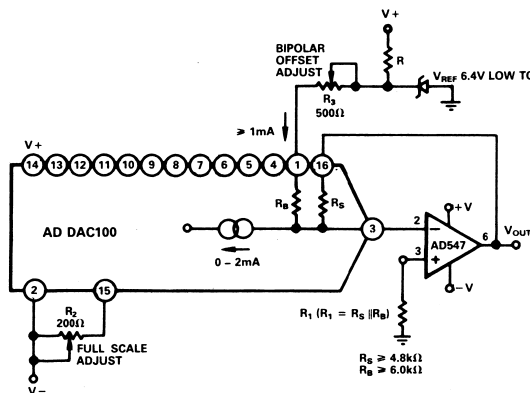 V+
BIPOLAR
OFFSET
ADJUST
R
VREF 6.4V LOW TC
R3
500Ω
≥ 1mA
V+
14 13 12 11 10 9 8 7 6 5 4 1 16
RB
RS
AD DAC100
0 – 2mA
3
2
–
+V
AD547
6
VOUT
3
+
–V
2
15
R2
200Ω
FULL SCALE
ADJUST
V–
R1 (R1 = RS ||RB)
RS ≥ 4.8kΩ
RB ≥ 6.0kΩ